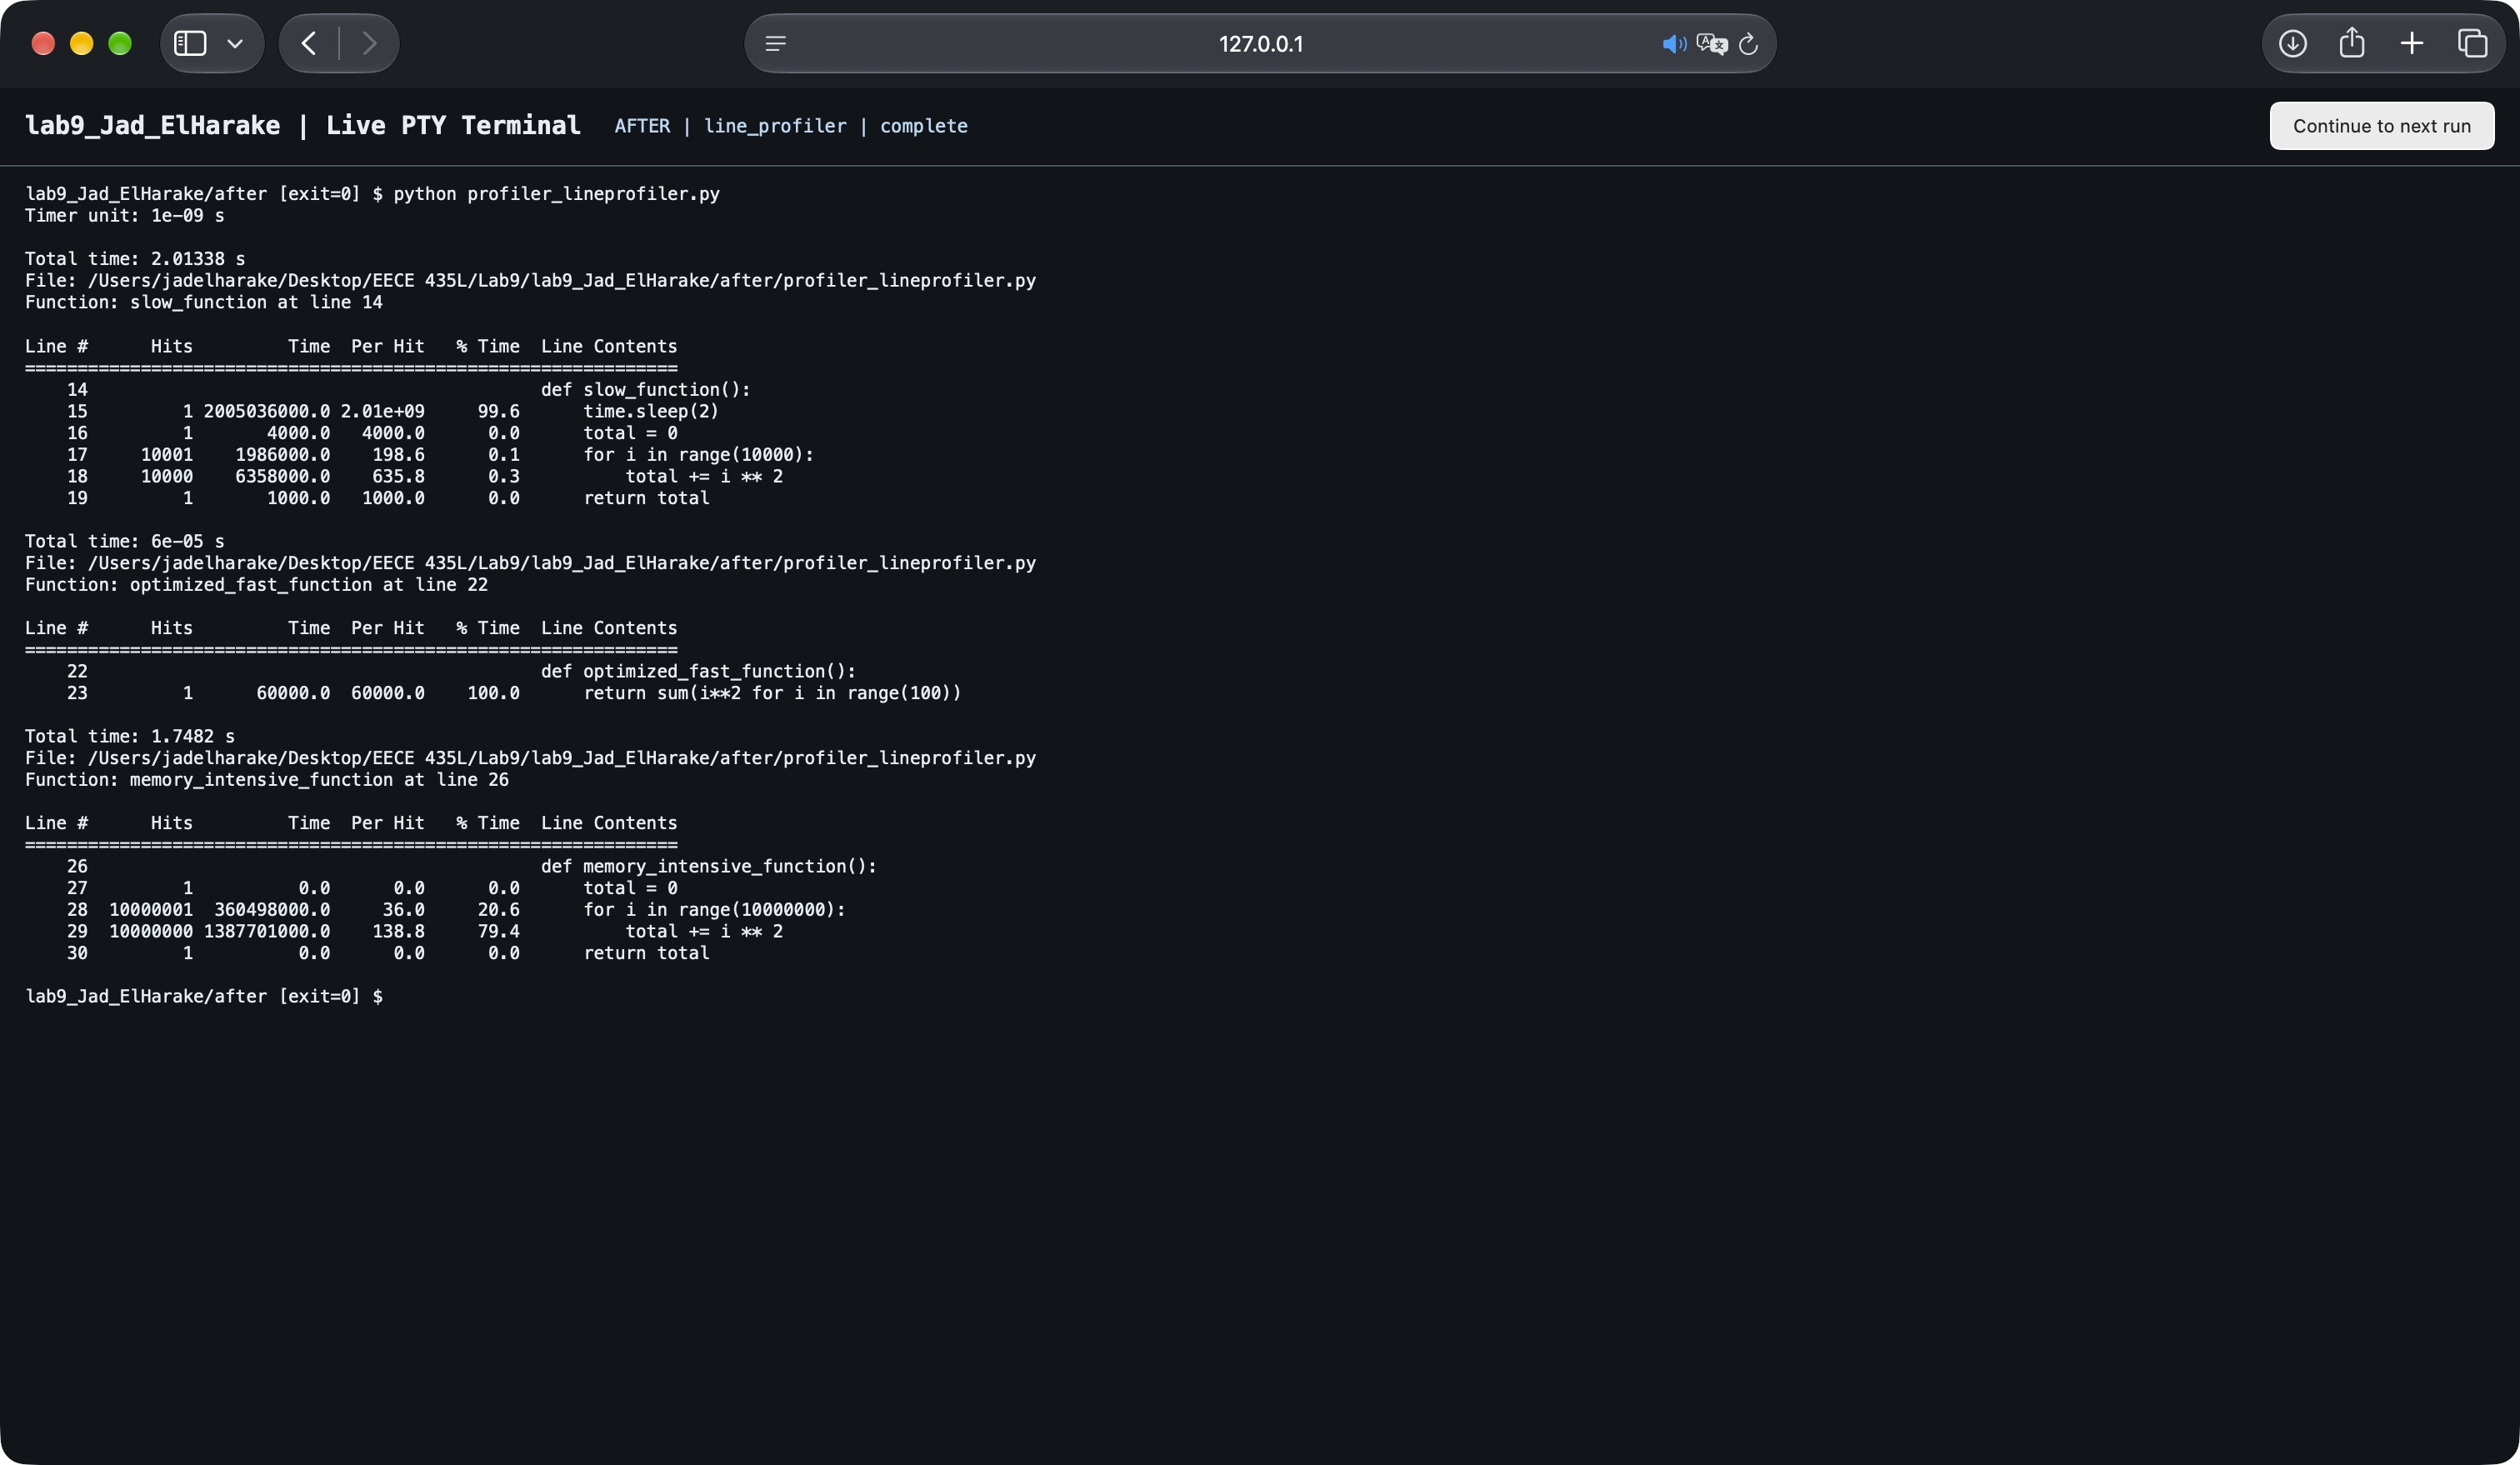 127.0.0.1
lab9_Jad_ElHarake | Live PTY Terminal AFTER | line_profiler | complete Continue to next run
lab9_Jad_ElHarake/after [exit=0] $ python profiler_lineprofiler.py
Timer unit: 1e-09 s
Total time: 2.01338 s
File: /Users/jadelharake/Desktop/EECE 435L/Lab9/lab9_Jad_ElHarake/after/profiler_lineprofiler.py
Function: slow_function at line 14
Line #      Hits         Time  Per Hit   % Time  Line Contents
==============================================================
    14                                           def slow_function():
    15         1 2005036000.0 2.01e+09     99.6      time.sleep(2)
    16         1       4000.0   4000.0      0.0      total = 0
    17     10001    1986000.0    198.6      0.1      for i in range(10000):
    18     10000    6358000.0    635.8      0.3          total += i ** 2
    19         1       1000.0   1000.0      0.0      return total
Total time: 6e-05 s
File: /Users/jadelharake/Desktop/EECE 435L/Lab9/lab9_Jad_ElHarake/after/profiler_lineprofiler.py
Function: optimized_fast_function at line 22
Line #      Hits         Time  Per Hit   % Time  Line Contents
==============================================================
    22                                           def optimized_fast_function():
    23         1      60000.0  60000.0    100.0      return sum(i**2 for i in range(100))
Total time: 1.7482 s
File: /Users/jadelharake/Desktop/EECE 435L/Lab9/lab9_Jad_ElHarake/after/profiler_lineprofiler.py
Function: memory_intensive_function at line 26
Line #      Hits         Time  Per Hit   % Time  Line Contents
==============================================================
    26                                           def memory_intensive_function():
    27         1          0.0      0.0      0.0      total = 0
    28  10000001  360498000.0     36.0     20.6      for i in range(10000000):
    29  10000000 1387701000.0    138.8     79.4          total += i ** 2
    30         1          0.0      0.0      0.0      return total
lab9_Jad_ElHarake/after [exit=0] $